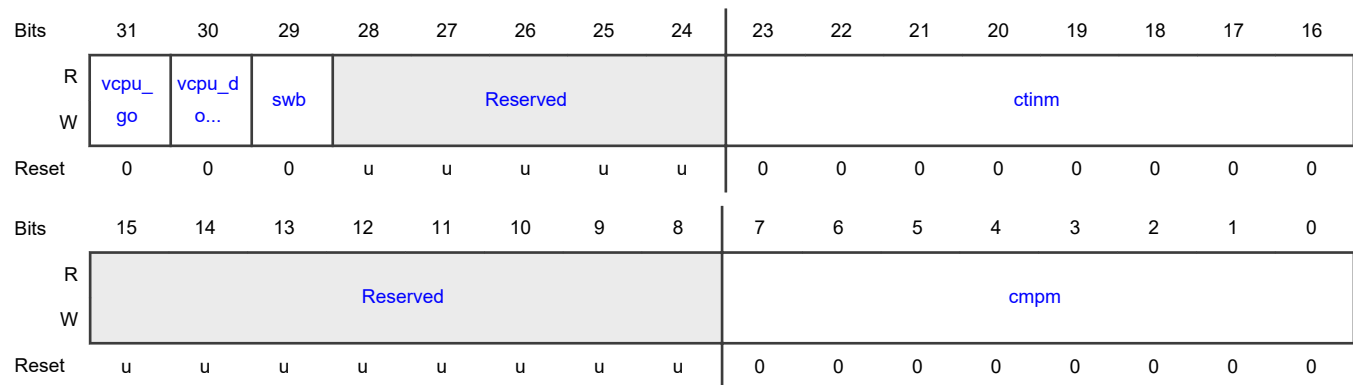 Bits 31 30 29 28 27 26 25 24 23 22 21 20 19 18 17 16
R
W
vcpu_
go
vcpu_d
o...
swb
Reserved
ctinm
Reset 0 0 0 u u u u u 0 0 0 0 0 0 0 0
Bits 15 14 13 12 11 10 9 8 7 6 5 4 3 2 1 0
R
W
Reserved
cmpm
Reset u u u u u u u u 0 0 0 0 0 0 0 0